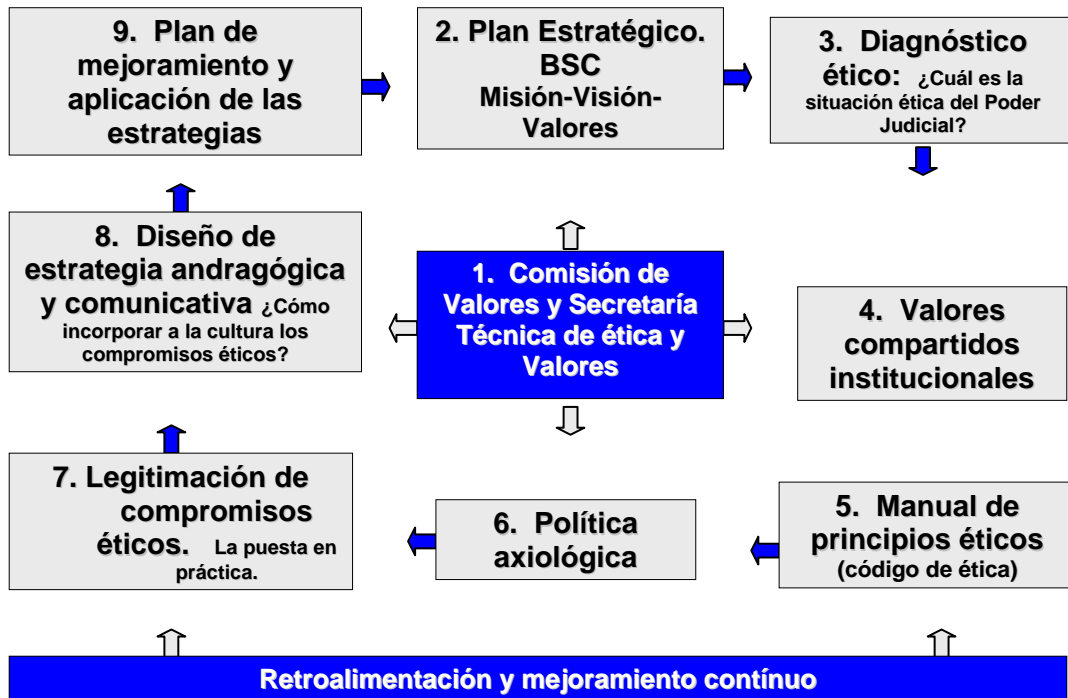 9. Plan de
mejoramiento y
aplicación de las
estrategias
2. Plan Estratégico.
BSC
Misión-Visión-
Valores
3. Diagnóstico
ético: ¿Cuál es la
situación ética del Poder
Judicial?
8. Diseño de
estrategia andragógica
y comunicativa ¿Cómo
incorporar a la cultura los
compromisos éticos?
1. Comisión de
Valores y Secretaría
Técnica de ética y
Valores
4. Valores
compartidos
institucionales
7. Legitimación de
compromisos
éticos. La puesta en
práctica.
6. Política
axiológica
5. Manual de
principios éticos
(código de ética)
Retroalimentación y mejoramiento contínuo